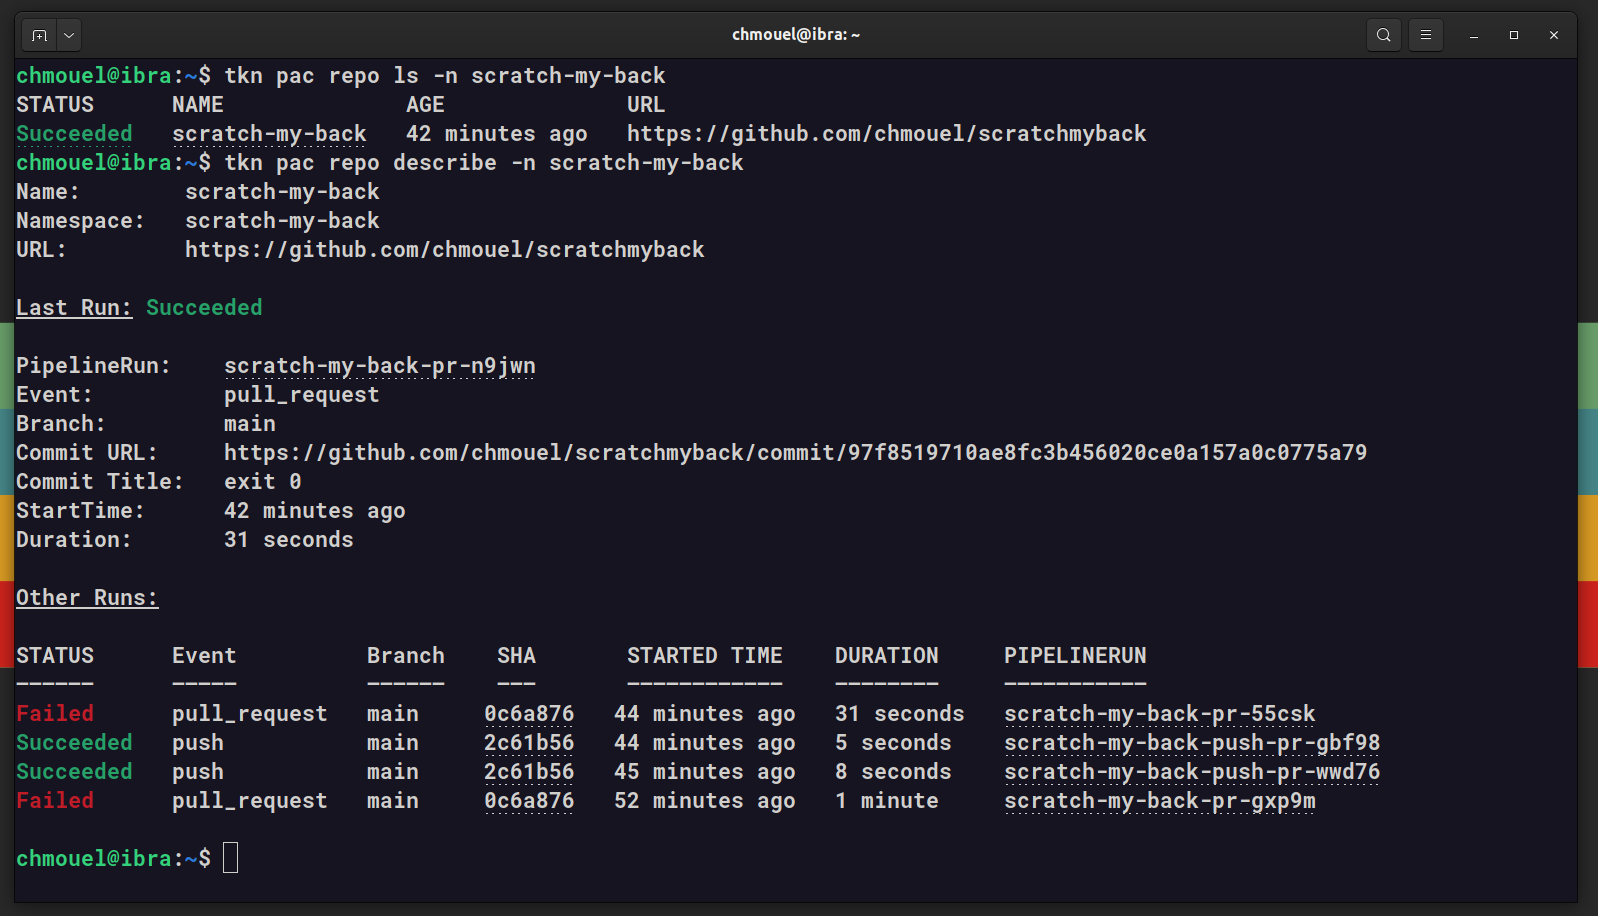 chmouel@ibra: ~
chmouel@ibra:~$ tkn pac repo ls -n scratch-my-back
STATUS      NAME              AGE              URL
Succeeded   scratch-my-back   42 minutes ago   https://github.com/chmouel/scratchmyback
chmouel@ibra:~$ tkn pac repo describe -n scratch-my-back
Name:        scratch-my-back
Namespace:   scratch-my-back
URL:         https://github.com/chmouel/scratchmyback
Last Run: Succeeded
PipelineRun:    scratch-my-back-pr-n9jwn
Event:          pull_request
Branch:         main
Commit URL:     https://github.com/chmouel/scratchmyback/commit/97f8519710ae8fc3b456020ce0a157a0c0775a79
Commit Title:   exit 0
StartTime:      42 minutes ago
Duration:       31 seconds
Other Runs:
STATUS      Event          Branch    SHA       STARTED TIME    DURATION     PIPELINERUN
——————      —————          ——————    ———       ————————————    ————————     ———————————
Failed      pull_request   main     0c6a876   44 minutes ago   31 seconds   scratch-my-back-pr-55csk
Succeeded   push           main     2c61b56   44 minutes ago   5 seconds    scratch-my-back-push-pr-gbf98
Succeeded   push           main     2c61b56   45 minutes ago   8 seconds    scratch-my-back-push-pr-wwd76
Failed      pull_request   main     0c6a876   52 minutes ago   1 minute     scratch-my-back-pr-gxp9m
chmouel@ibra:~$